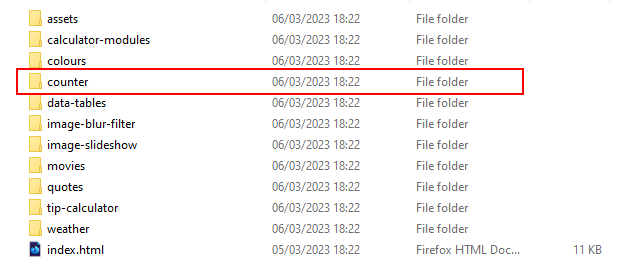 assets 06/03/2023 18:22 File folder
calculator-modules 06/03/2023 18:22 File folder
colours 06/03/2023 18:22 File folder
counter 06/03/2023 18:22 File folder
data-tables 06/03/2023 18:22 File folder
image-blur-filter 06/03/2023 18:22 File folder
image-slideshow 06/03/2023 18:22 File folder
movies 06/03/2023 18:22 File folder
quotes 06/03/2023 18:22 File folder
tip-calculator 06/03/2023 18:22 File folder
weather 06/03/2023 18:22 File folder
index.html 05/03/2023 18:22 Firefox HTML Doc... 11 KB